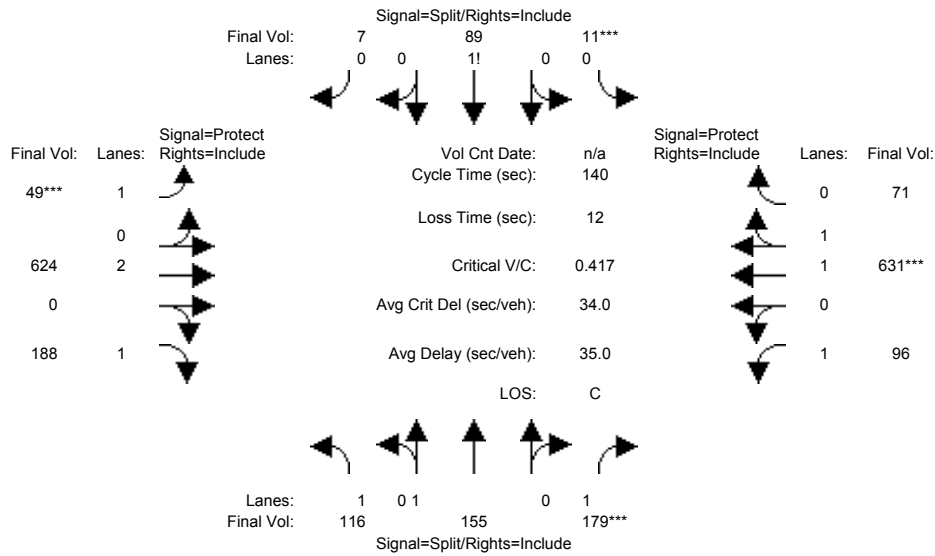 Signal=Split/Rights=Include
Final Vol: 7 89 11***
Lanes: 0 0 1! 0 0
Signal=Protect Signal=Protect
Final Vol: Lanes: Rights=Include Vol Cnt Date: n/a Rights=Include Lanes: Final Vol:
Cycle Time (sec): 140
49*** 1 0 71
Loss Time (sec): 12
0 1
624 2 Critical V/C: 0.417 1 631***
0 0 Avg Crit Del (sec/veh): 34.0 0
188 1 Avg Delay (sec/veh): 35.0 1 96
LOS: C
Lanes: 1 0 1 0 1
Final Vol: 116 155 179***
Signal=Split/Rights=Include